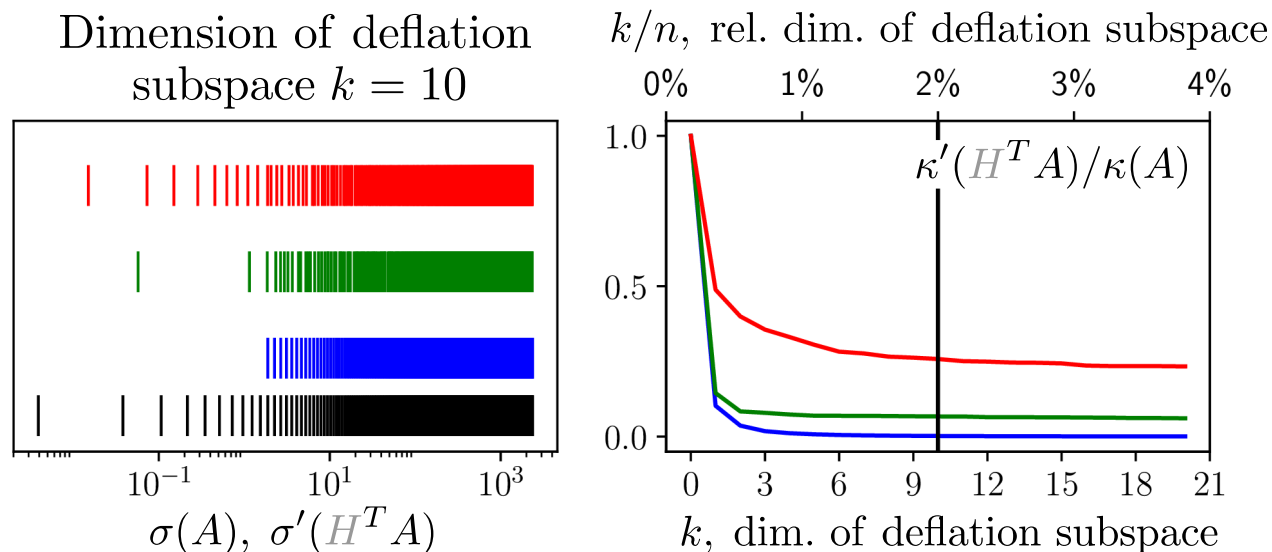 Dimension of deflation
subspace k = 10
10⁻¹ 10¹ 10³
σ(A), σ′(HᵀA)
k/n, rel. dim. of deflation subspace
0% 1% 2% 3% 4%
1.0
κ′(HᵀA)/κ(A)
0.5
0.0
0 3 6 9 12 15 18 21
k, dim. of deflation subspace